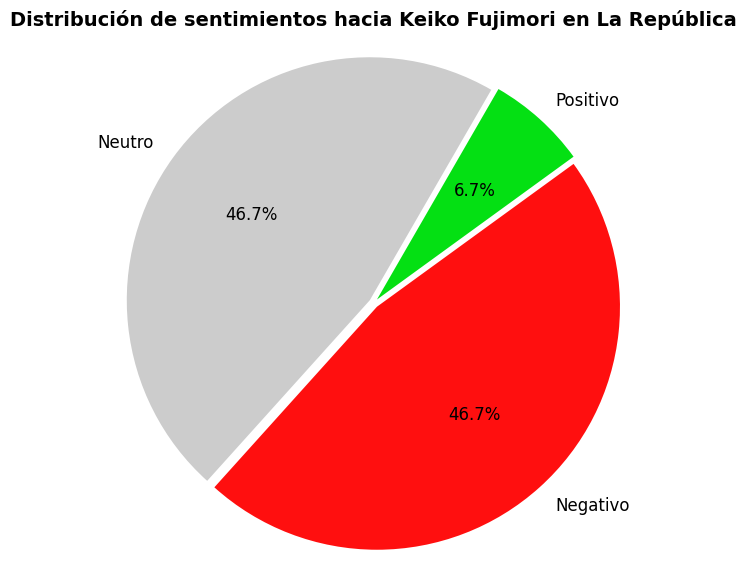 Distribución de sentimientos hacia Keiko Fujimori en La República
Positivo
Neutro
6.7%
46.7%
46.7%
Negativo